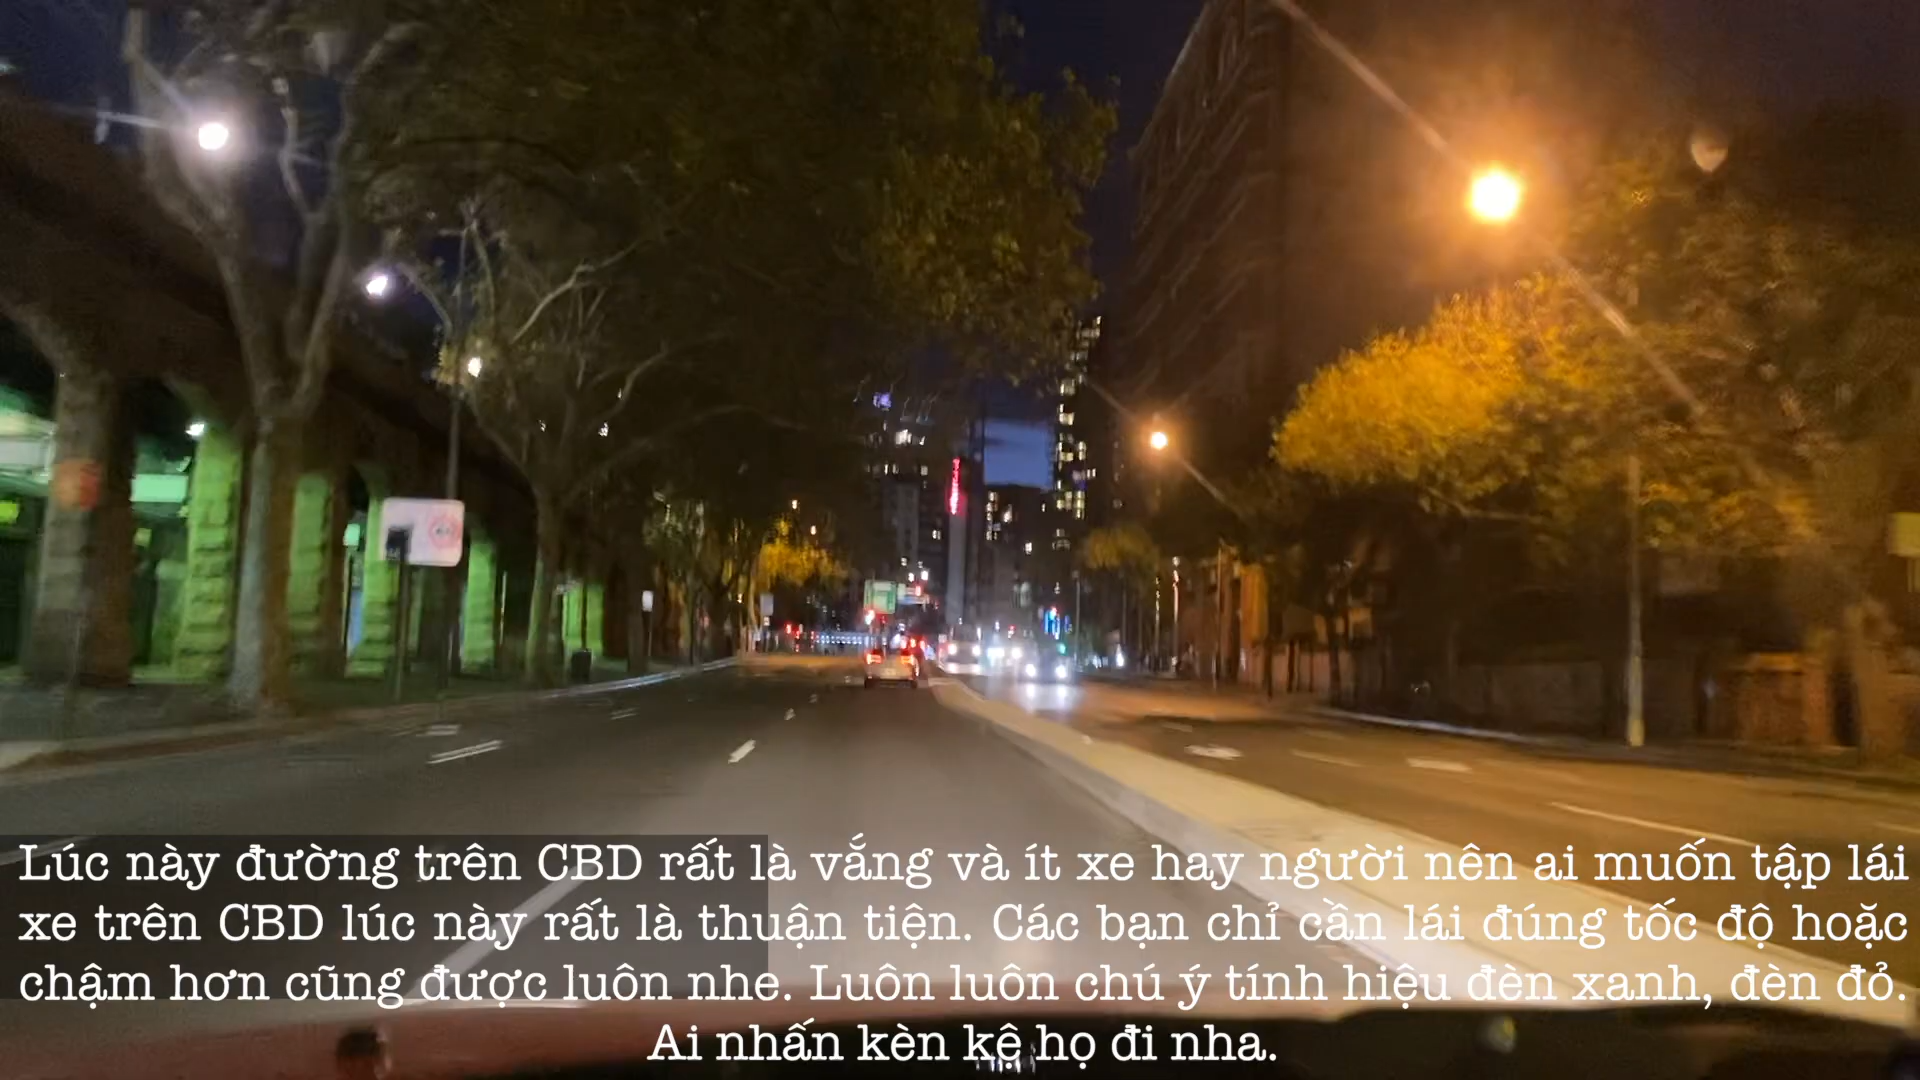 Lúc này đường trên CBD rất là vắng và ít xe hay người nên ai muốn tập lái
xe trên CBD lúc này rất là thuận tiện. Các bạn chỉ cần lái đúng tốc độ hoặc
chậm hơn cũng được luôn nhe. Luôn luôn chú ý tính hiệu đèn xanh, đèn đỏ.
Ai nhấn kèn kệ họ đi nha.